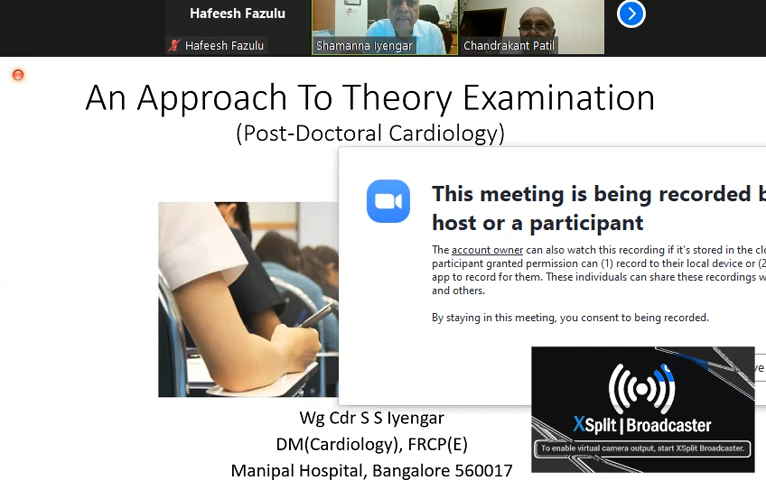 Hafeesh Fazulu
Hafeesh Fazulu
Shamanna Iyengar
Chandrakant Patil
An Approach To Theory Examination
(Post-Doctoral Cardiology)
This meeting is being recorded b
host or a participant
The account owner can also watch this recording if it's stored in the clo
participant granted permission can (1) record to their local device or (2
app to record for them. These individuals can share these recordings w
and others.
By staying in this meeting, you consent to being recorded.
ve
XSplit|Broadcaster
To enable virtual camera output, start XSplit Broadcaster.
Wg Cdr S S Iyengar
DM(Cardiology), FRCP(E)
Manipal Hospital, Bangalore 560017